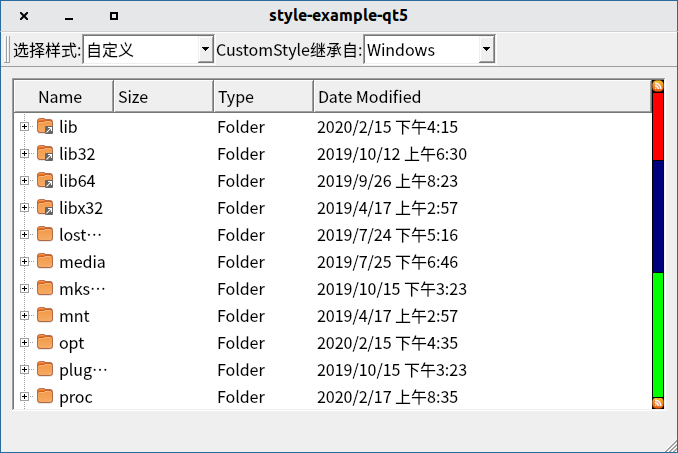 style-example-qt5
选择样式: 自定义 CustomStyle继承自: Windows
Name Size Type Date Modified
lib Folder 2020/2/15 下午4:15
lib32 Folder 2019/10/12 上午6:30
lib64 Folder 2019/9/26 上午8:23
libx32 Folder 2019/4/17 上午2:57
lost… Folder 2019/7/24 下午5:16
media Folder 2019/7/25 下午6:46
mks… Folder 2019/10/15 下午3:23
mnt Folder 2019/4/17 上午2:57
opt Folder 2020/2/15 下午4:35
plug… Folder 2019/10/15 下午3:23
proc Folder 2020/2/17 上午8:35